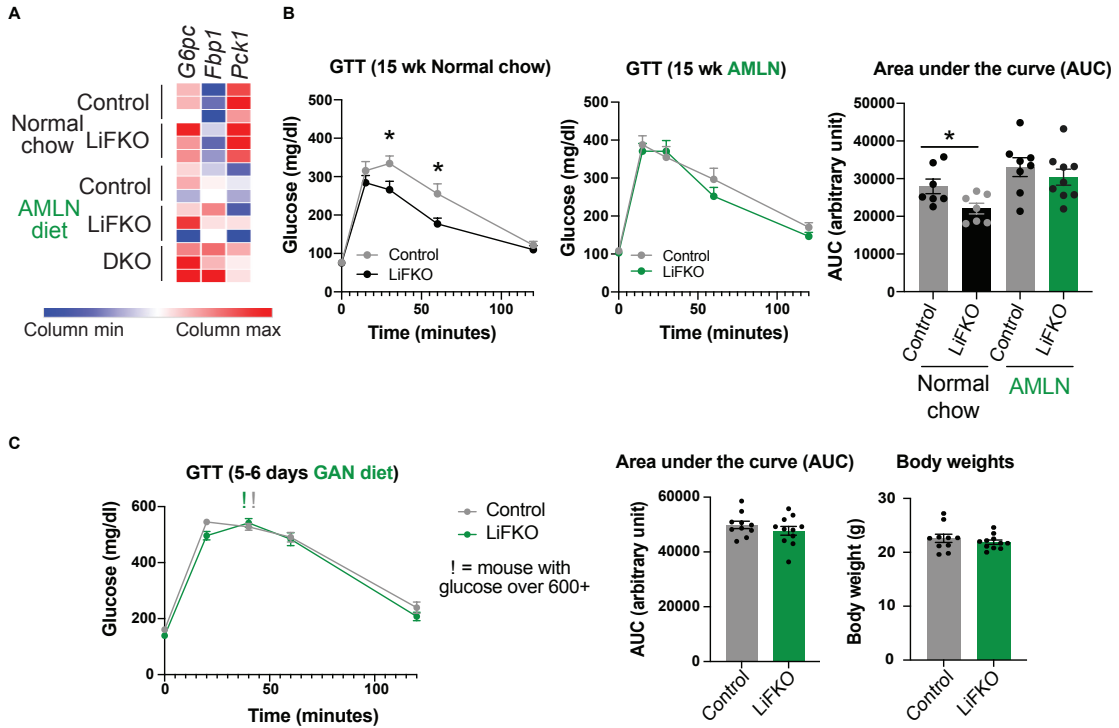 A
G6pc Fbp1 Pck1
Control
Normal
chow
LiFKO
Control
AMLN
diet
LiFKO
DKO
Column min
Column max
B
GTT (15 wk Normal chow)
Glucose (mg/dl)
500
400
300
200
100
0
* *
Control
LiFKO
0 50 100
Time (minutes)
GTT (15 wk AMLN)
Glucose (mg/dl)
500
400
300
200
100
0
Control
LiFKO
0 50 100
Time (minutes)
Area under the curve (AUC)
AUC (arbitrary unit)
50000
40000
30000
20000
10000
0
*
Control LiFKO Control LiFKO
Normal
chow
AMLN
C
GTT (5-6 days GAN diet)
Glucose (mg/dl)
600
400
200
0
!!
0 50 100
Time (minutes)
Control
LiFKO
! = mouse with
glucose over 600+
Area under the curve (AUC)
AUC (arbitrary unit)
60000
40000
20000
0
Control LiFKO
Body weights
Body weight (g)
30
20
10
0
Control LiFKO